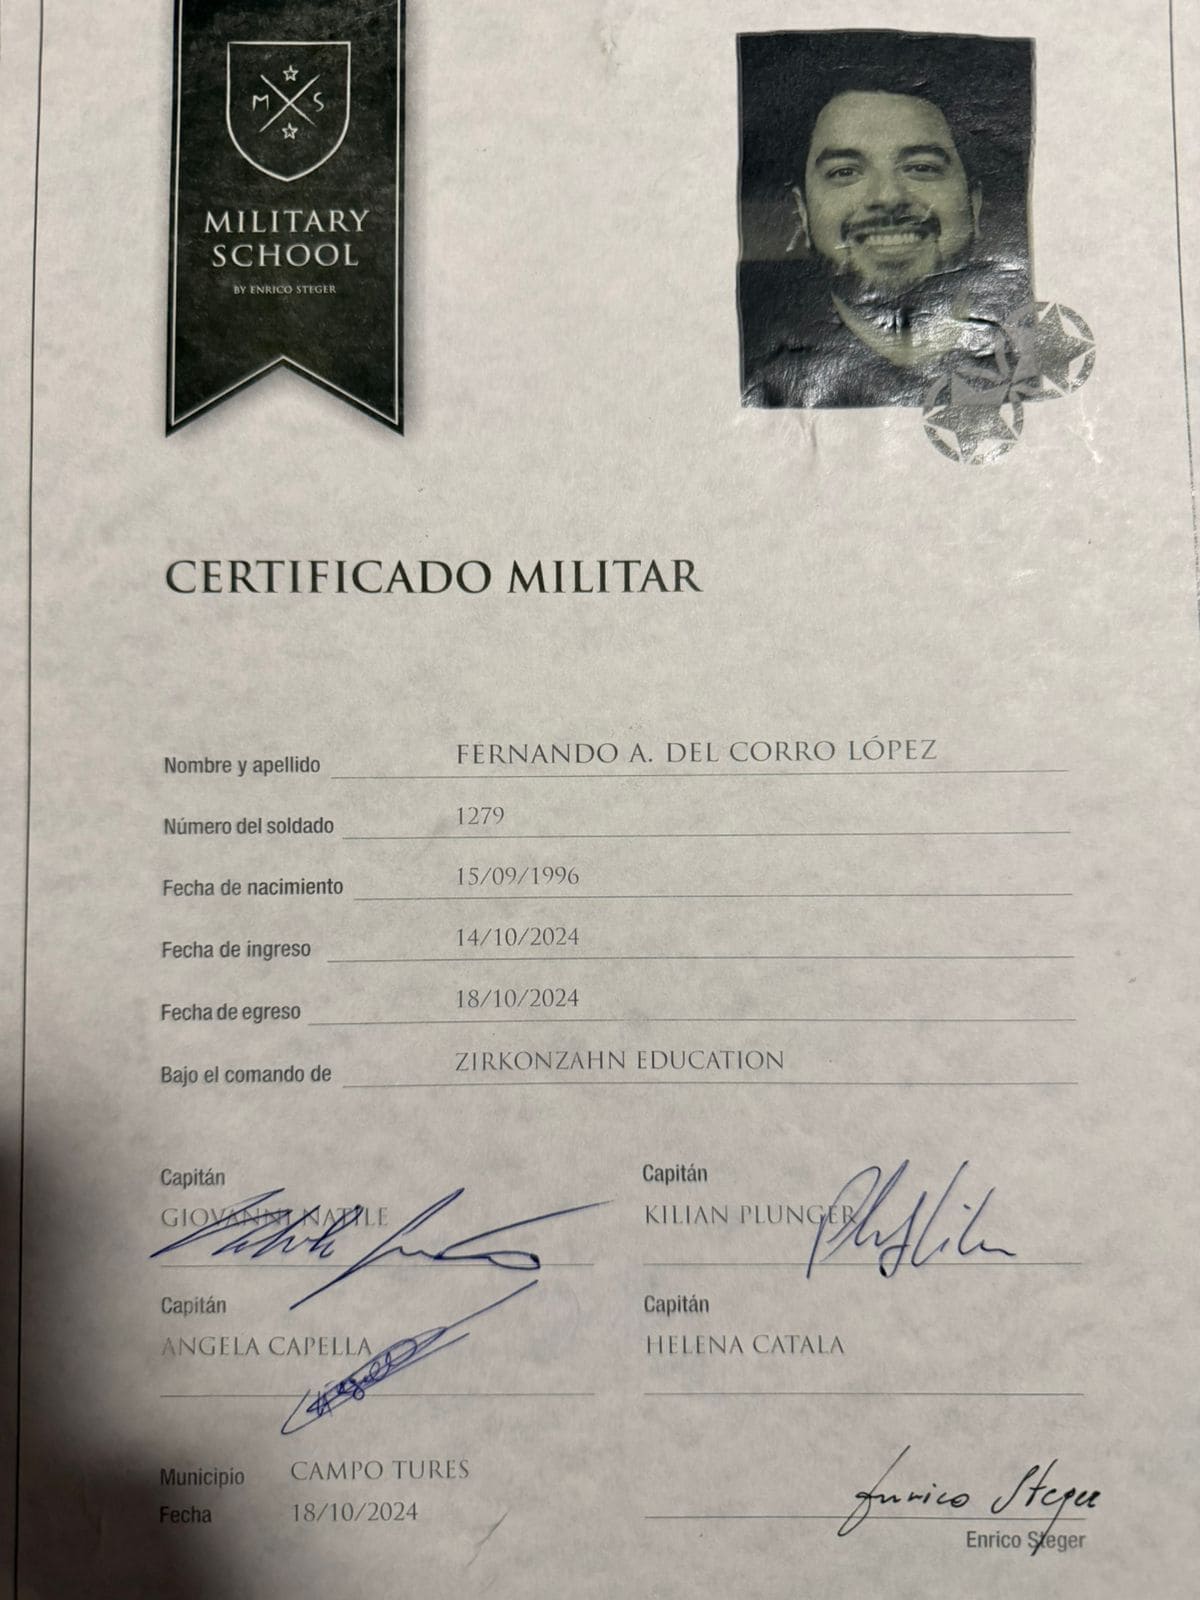 M S
MILITARY
SCHOOL
BY ENRICO STEGER
CERTIFICADO MILITAR
Nombre y apellido FERNANDO A. DEL CORRO LÓPEZ
Número del soldado 1279
Fecha de nacimiento 15/09/1996
Fecha de ingreso 14/10/2024
Fecha de egreso 18/10/2024
Bajo el comando de ZIRKONZAHN EDUCATION
Capitán
GIOVANNI NATILE
Capitán
KILIAN PLUNGER
Capitán
ANGELA CAPELLA
Capitán
HELENA CATALA
Municipio CAMPO TURES
Fecha 18/10/2024
Enrico Steger
Enrico Steger